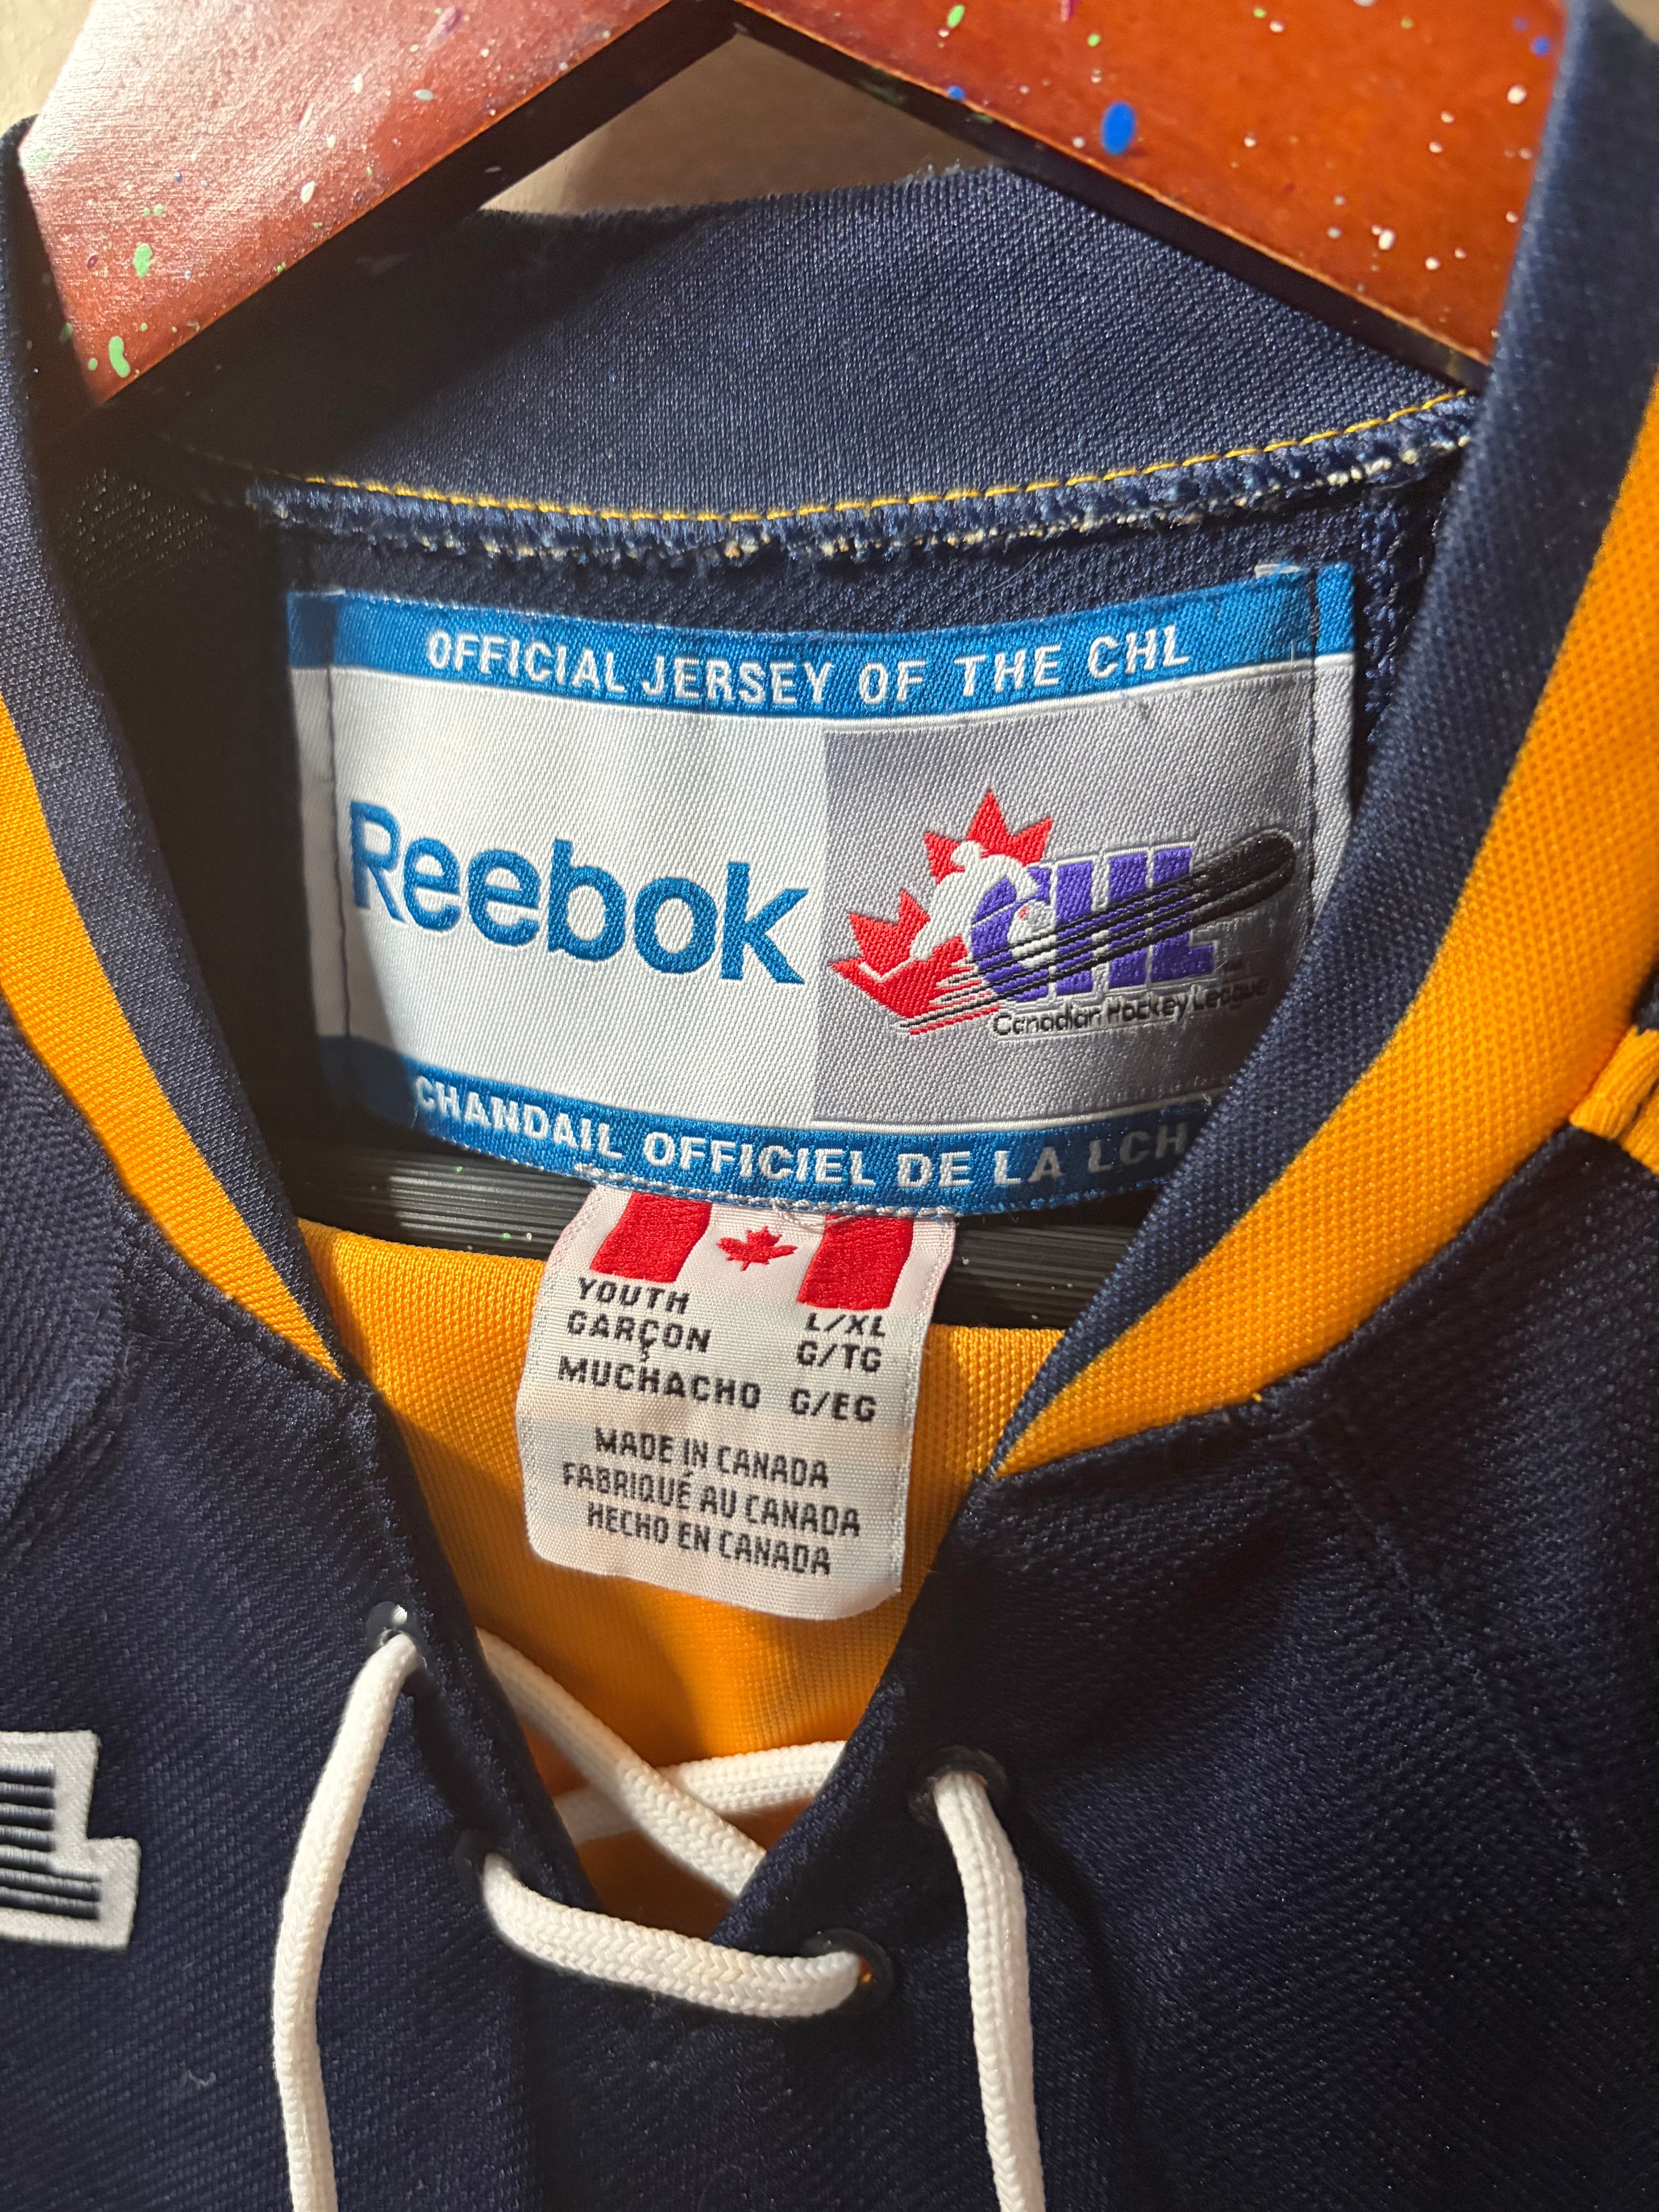 OFFICIAL JERSEY OF THE CHL
Reebok
CHL
Canadian Hockey League
CHANDAIL OFFICIEL DE LA LCH
YOUTH L/XL
GARÇON G/TG
MUCHACHO G/EG
MADE IN CANADA
FABRIQUÉ AU CANADA
HECHO EN CANADA